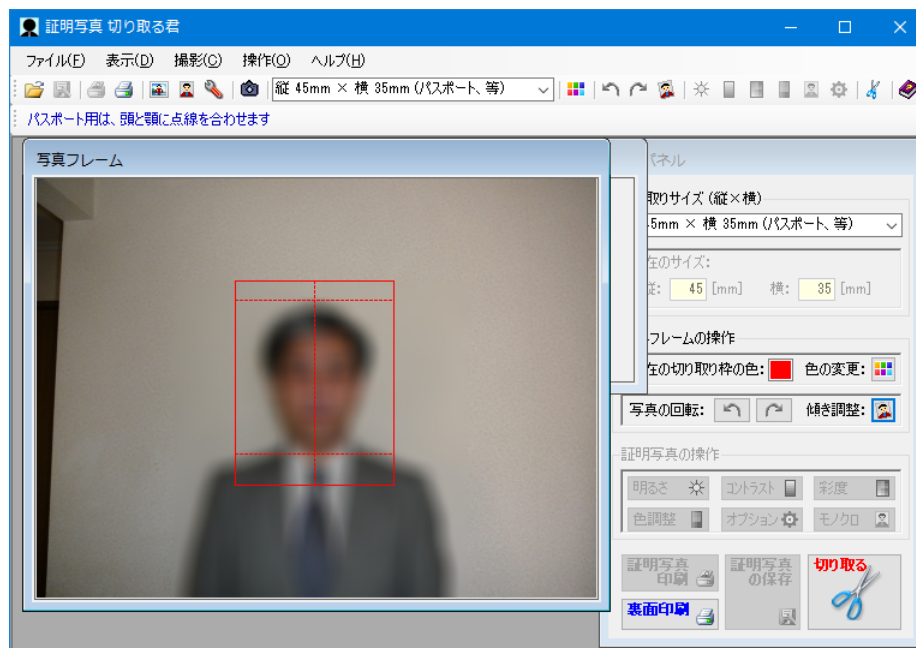 証明写真 切り取る君
ファイル(F) 表示(D) 撮影(C) 操作(O) ヘルプ(H)
縦 45mm × 横 35mm (パスポート、等)
パスポート用は、頭と顎に点線を合わせます
写真フレーム
パネル
取りサイズ (縦×横)
5mm × 横 35mm (パスポート、等)
在のサイズ:
45 [mm] 横: 35 [mm]
フレームの操作
在の切り取り枠の色: 色の変更:
写真の回転: 傾き調整:
証明写真の操作
明るさ コントラスト 彩度
色調整 オプション モノクロ
証明写真
印刷
証明写真
の保存
切り取る
裏面印刷